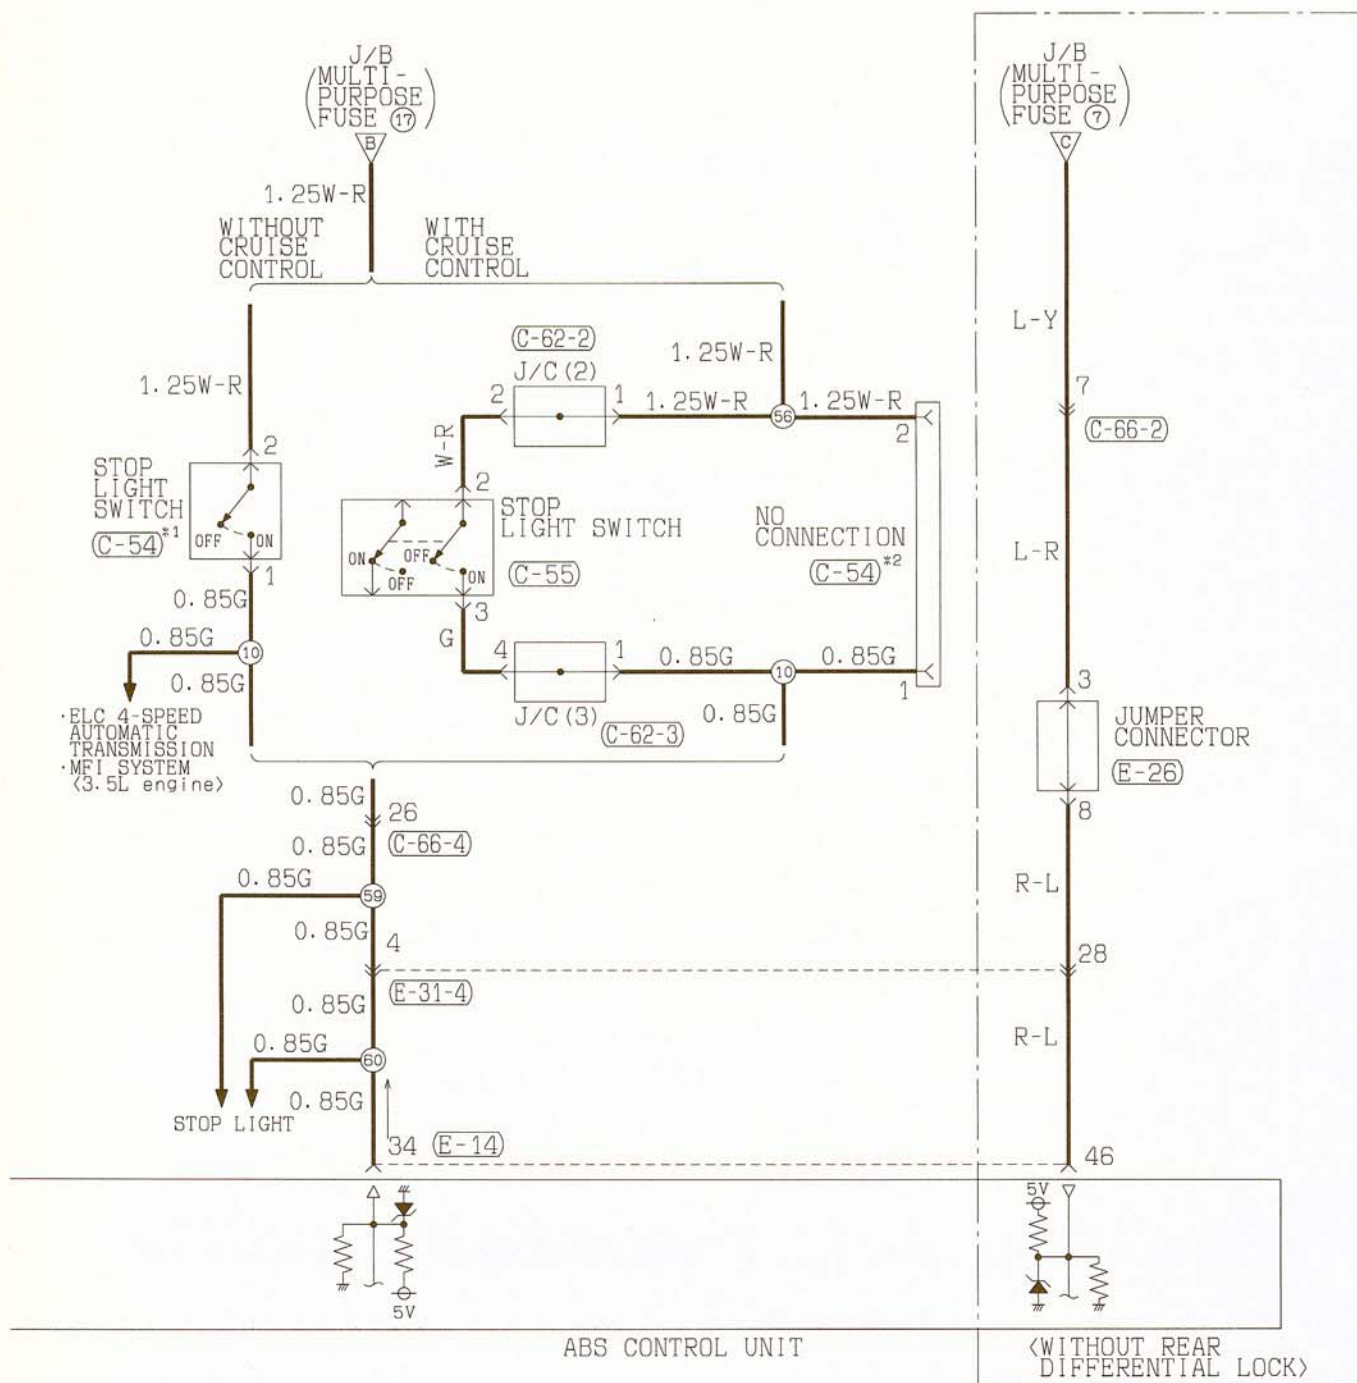 J/B
(MULTI-
PURPOSE
FUSE 17)
B
1.25W-R
WITHOUT
CRUISE
CONTROL
WITH
CRUISE
CONTROL
1.25W-R
2
STOP
LIGHT
SWITCH
C-54 *1
OFF
ON
1
0.85G
0.85G
10
0.85G
·ELC 4-SPEED
AUTOMATIC
TRANSMISSION
·MFI SYSTEM
<3.5L engine>
C-62-2
J/C(2)
2
1
1.25W-R
1.25W-R
56
1.25W-R
2
W-R
2
STOP
LIGHT SWITCH
C-55
ON
OFF
OFF
ON
3
G
4
1
J/C(3)
C-62-3
0.85G
10
0.85G
1
0.85G
NO
CONNECTION
C-54 *2
0.85G
26
C-66-4
0.85G
0.85G
59
0.85G
4
E-31-4
0.85G
0.85G
60
0.85G
STOP LIGHT
34
E-14
5V
ABS CONTROL UNIT
J/B
(MULTI-
PURPOSE
FUSE 7)
C
L-Y
7
C-66-2
L-R
3
JUMPER
CONNECTOR
E-26
8
R-L
28
R-L
46
5V
<WITHOUT REAR
DIFFERENTIAL LOCK>